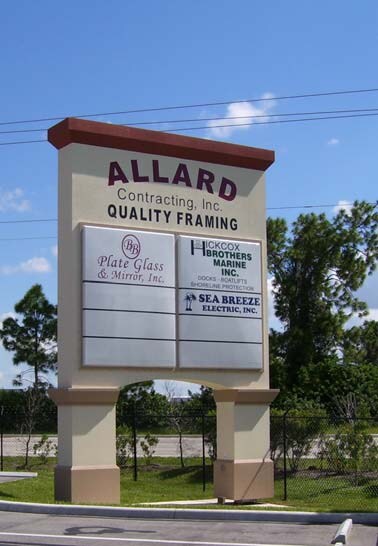 ALLARD
Contracting, Inc.
QUALITY FRAMING
BB
Plate Glass
& Mirror, Inc.
HICKCOX
BROTHERS
MARINE
INC.
DOCKS - BOATLIFTS
SHORELINE PROTECTION
SEA BREEZE
ELECTRIC, INC.